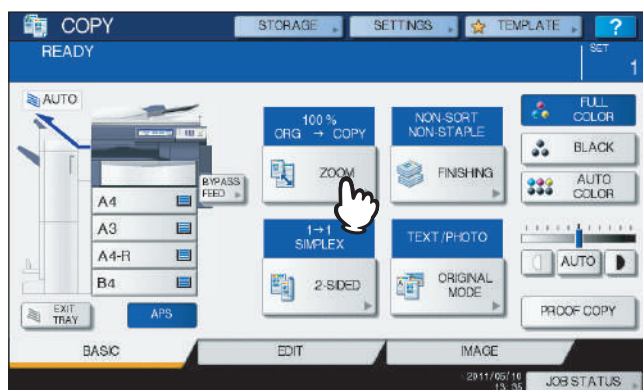 COPY
STORAGE
SETTINGS
TEMPLATE
?
READY
SET
1
AUTO
100 %
ORG → COPY
ZOOM
NON-SORT
NON-STAPLE
FINISHING
FULL
COLOR
BLACK
AUTO
COLOR
BYPASS
FEED
A4
A3
A4-R
B4
1→1
SIMPLEX
2-SIDED
TEXT/PHOTO
ORIGINAL
MODE
AUTO
EXIT
TRAY
APS
PROOF COPY
BASIC
EDIT
IMAGE
2011/05/10
13:35
JOB STATUS